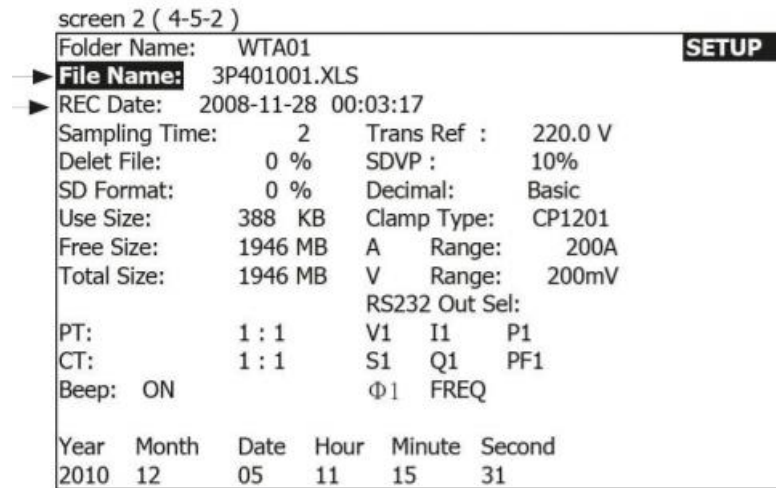 screen 2 ( 4-5-2 )
Folder Name: WTA01 SETUP
File Name: 3P401001.XLS
REC Date: 2008-11-28 00:03:17
Sampling Time: 2 Trans Ref : 220.0 V
Delet File: 0 % SDVP : 10%
SD Format: 0 % Decimal: Basic
Use Size: 388 KB Clamp Type: CP1201
Free Size: 1946 MB A Range: 200A
Total Size: 1946 MB V Range: 200mV
RS232 Out Sel:
PT: 1 : 1 V1 I1 P1
CT: 1 : 1 S1 Q1 PF1
Beep: ON Φ1 FREQ
Year Month Date Hour Minute Second
2010 12 05 11 15 31